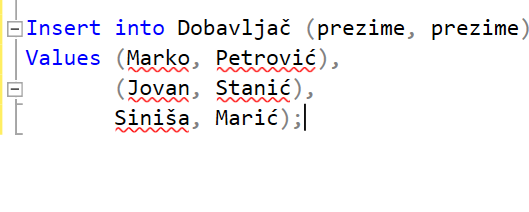 Insert into Dobavljač (prezime, prezime)
Values (Marko, Petrović),
(Jovan, Stanić),
Siniša, Marić);